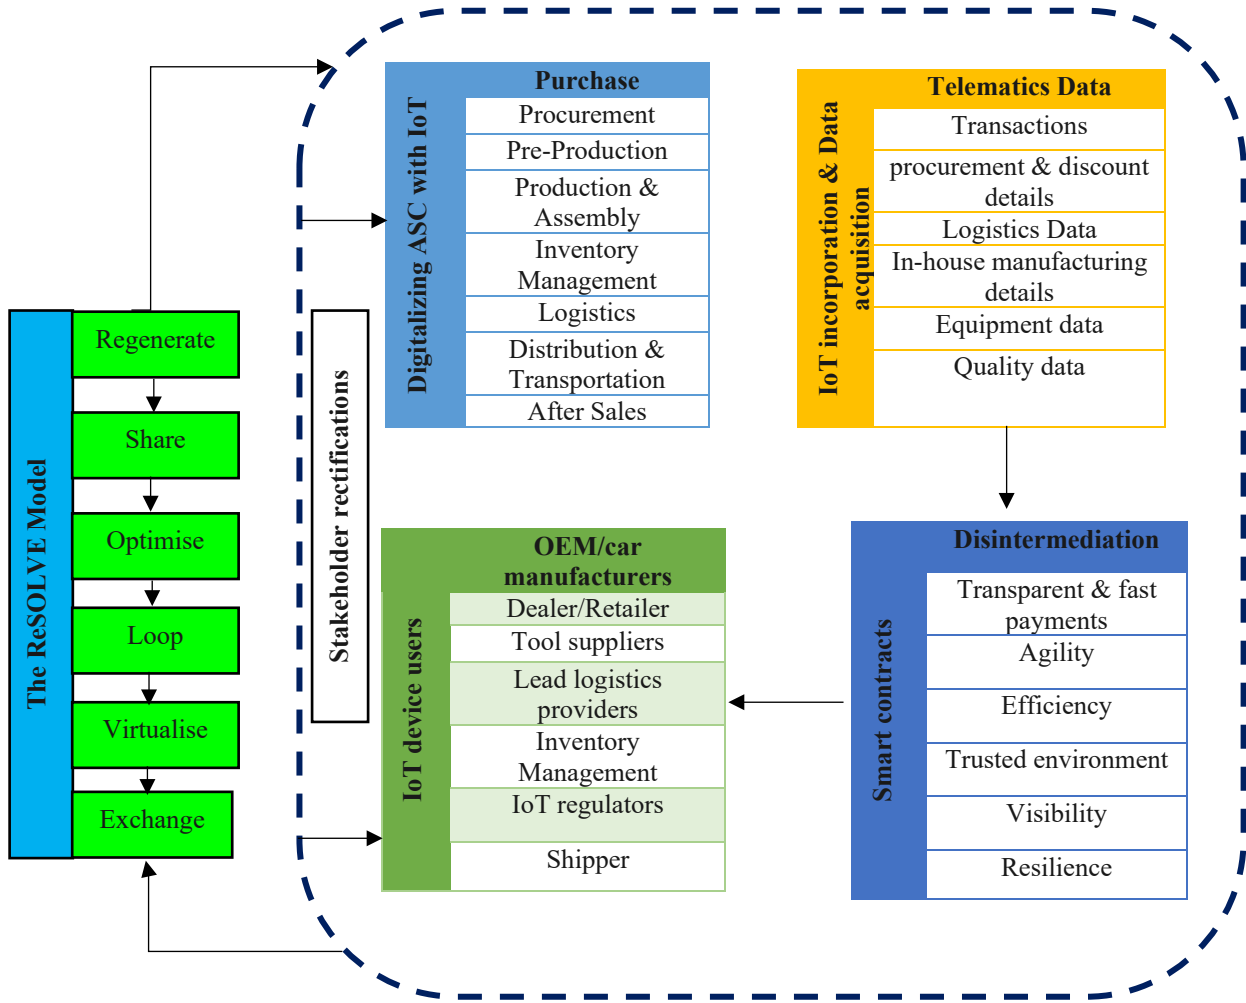 The ReSOLVE Model
Regenerate
Share
Optimise
Loop
Virtualise
Exchange
Stakeholder rectifications
Digitalizing ASC with IoT
Purchase
Procurement
Pre-Production
Production &
Assembly
Inventory
Management
Logistics
Distribution &
Transportation
After Sales
IoT incorporation & Data
acquisition
Telematics Data
Transactions
procurement & discount
details
Logistics Data
In-house manufacturing
details
Equipment data
Quality data
IoT device users
OEM/car
manufacturers
Dealer/Retailer
Tool suppliers
Lead logistics
providers
Inventory
Management
IoT regulators
Shipper
Smart contracts
Disintermediation
Transparent & fast
payments
Agility
Efficiency
Trusted environment
Visibility
Resilience